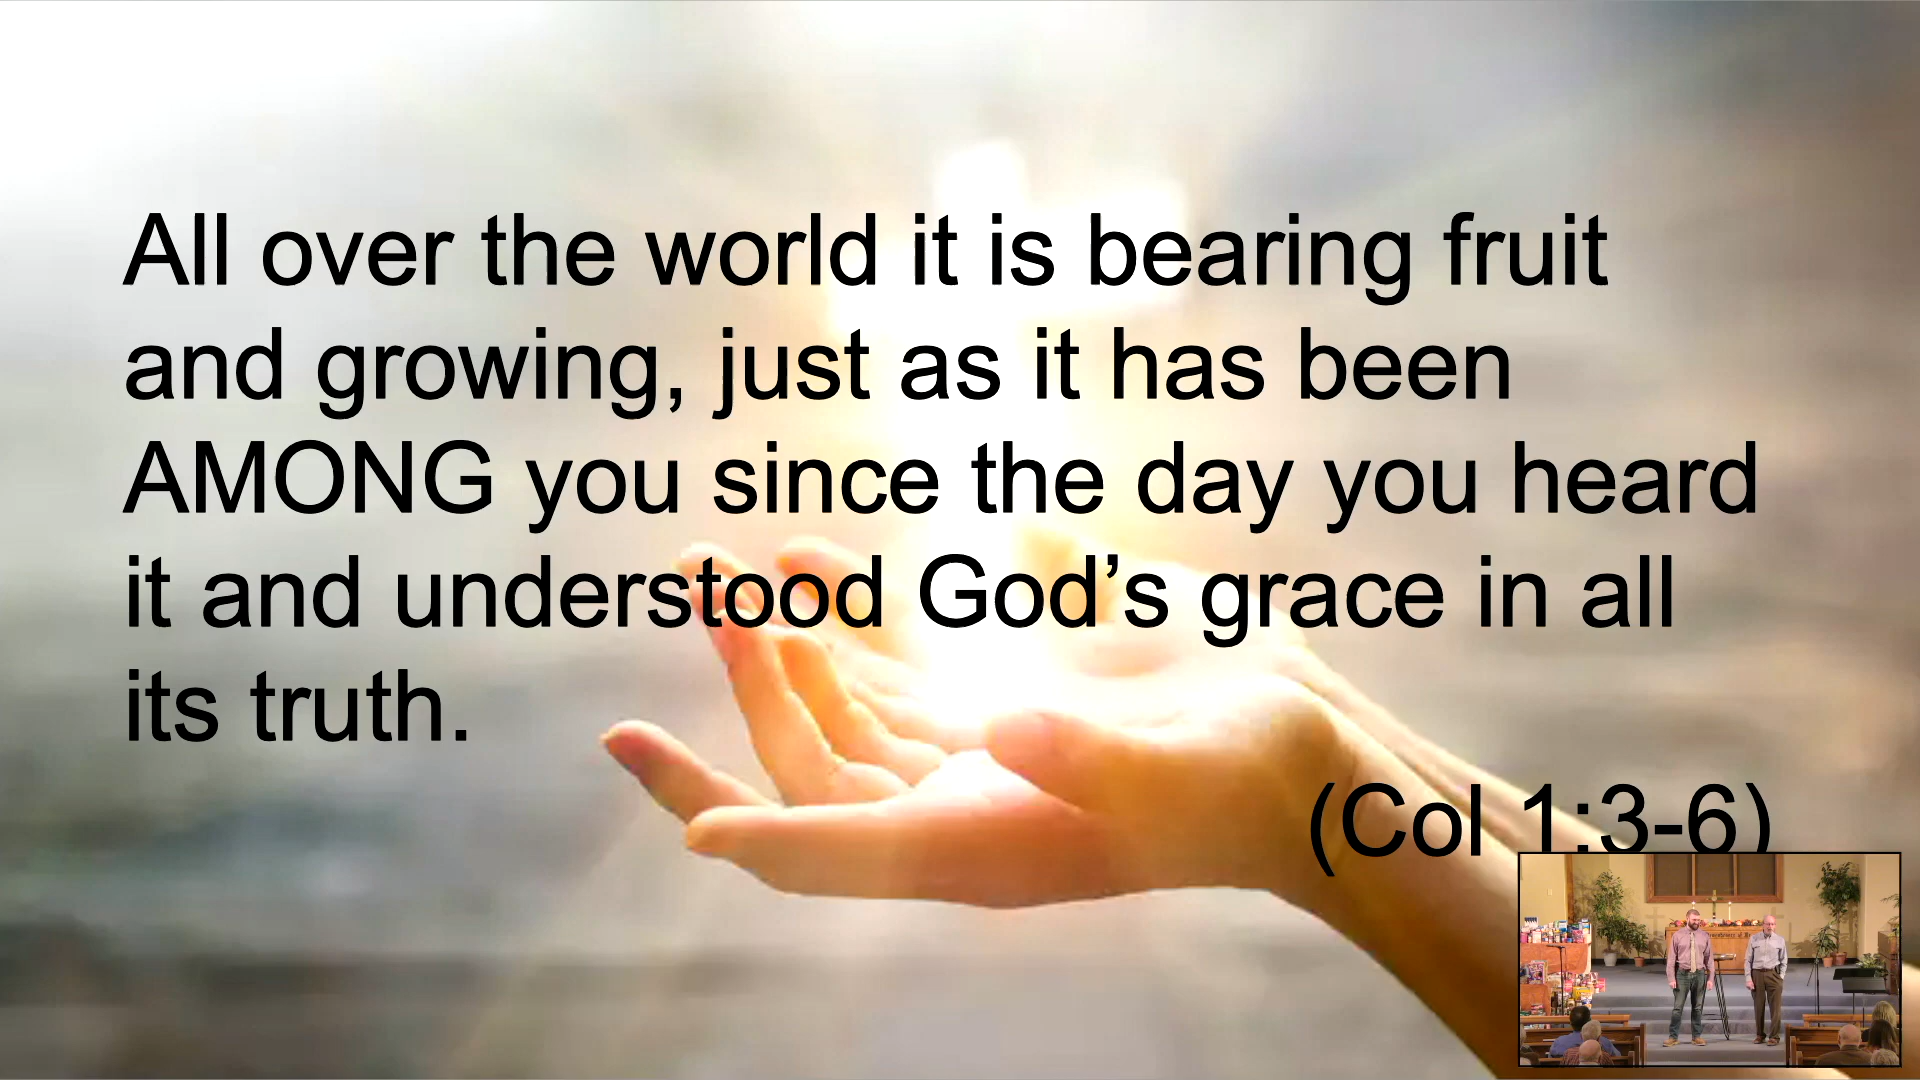 All over the world it is bearing fruit
and growing, just as it has been
AMONG you since the day you heard
it and understood God’s grace in all
its truth.
(Col 1:3-6)